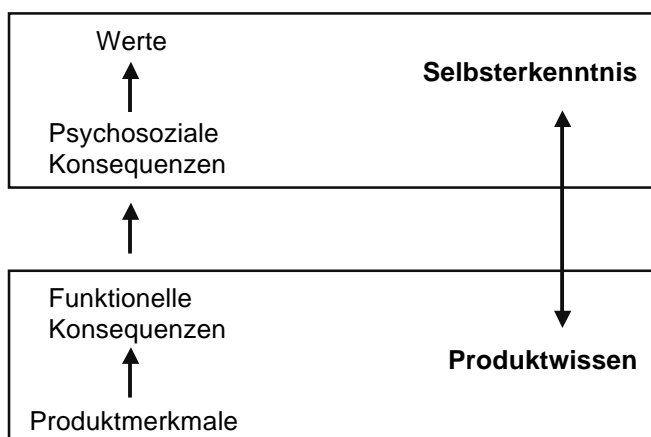 Werte
Selbsterkenntnis
Psychosoziale
Konsequenzen
Funktionelle
Konsequenzen
Produktwissen
Produktmerkmale